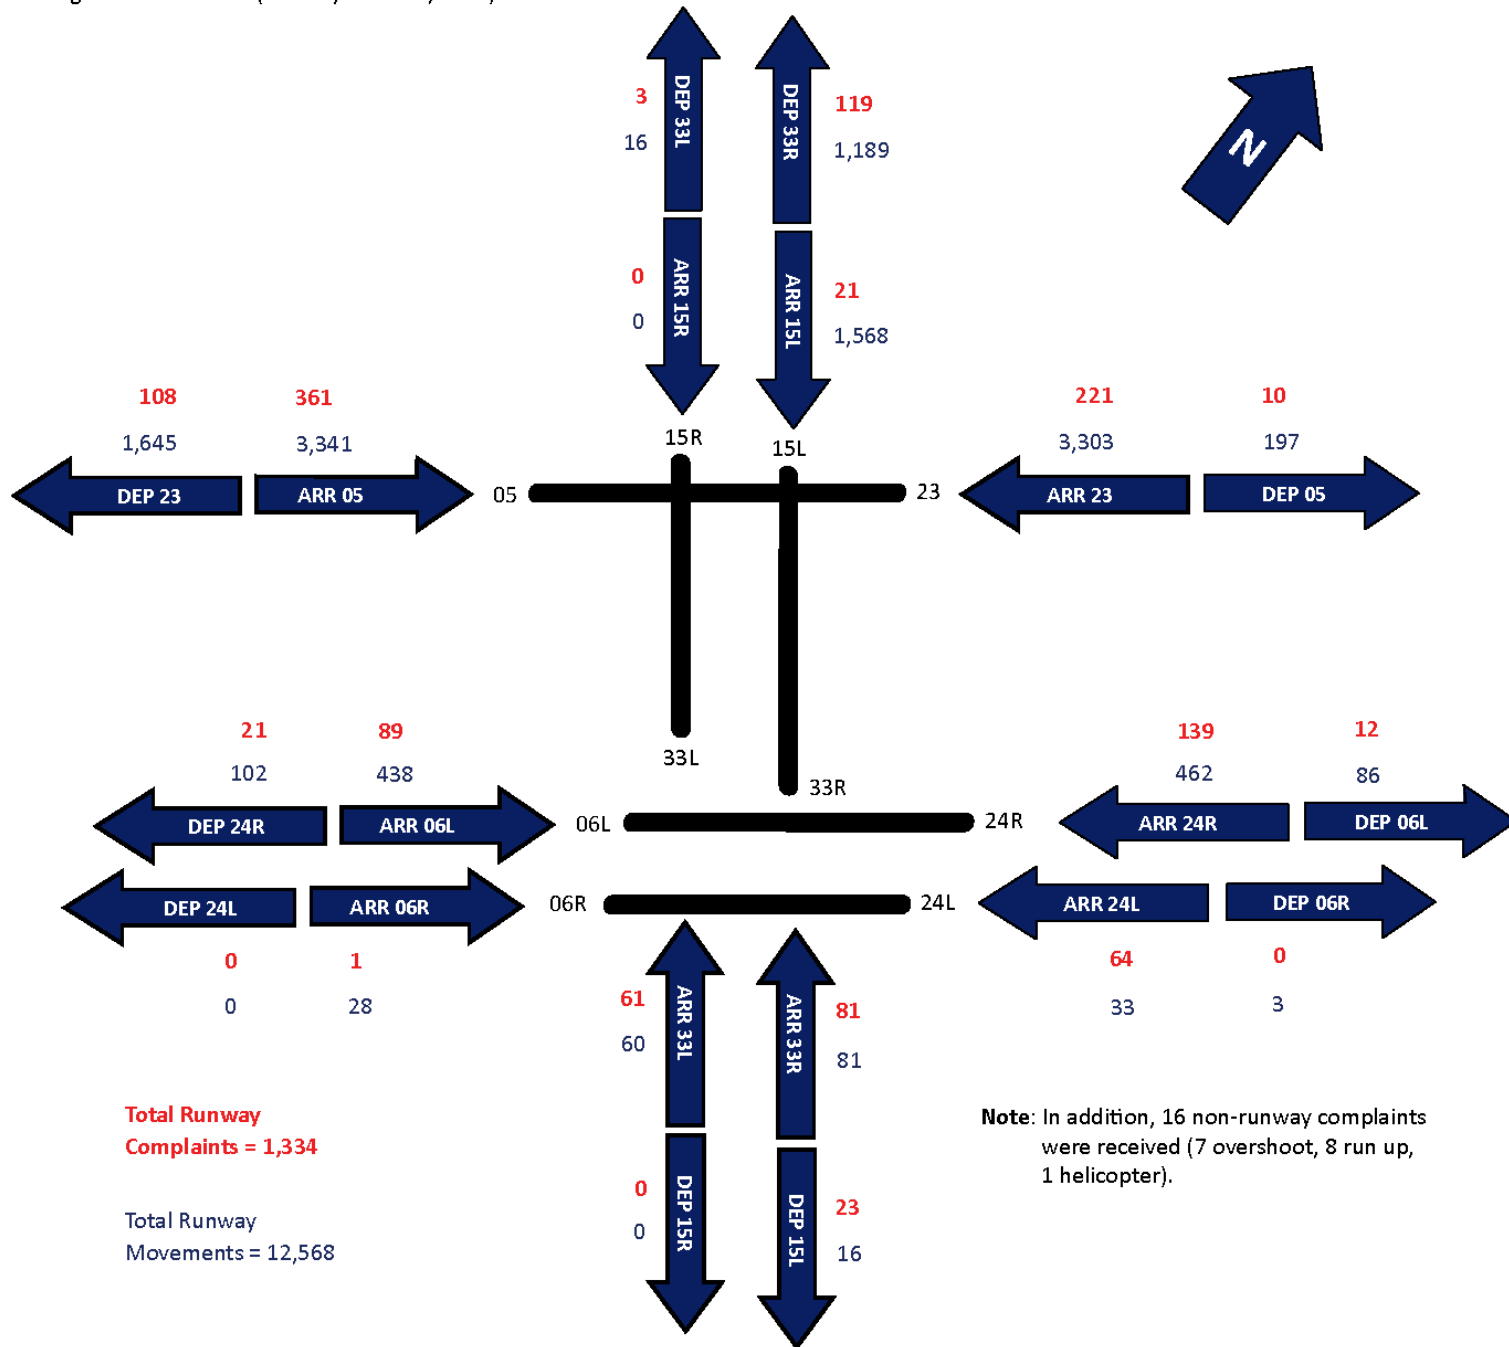 DEP 33L
DEP 33R
3
16
119
1,189
N
ARR 15R
ARR 15L
0
0
21
1,568
108
361
1,645
3,341
DEP 23
ARR 05
05
15R
15L
23
221
10
3,303
197
ARR 23
DEP 05
33L
33R
21
89
102
438
DEP 24R
ARR 06L
06L
24R
139
12
462
86
ARR 24R
DEP 06L
DEP 24L
ARR 06R
06R
24L
ARR 24L
DEP 06R
0
1
0
28
64
0
33
3
61
60
ARR 33L
ARR 33R
81
81
Total Runway
Complaints = 1,334
Total Runway
Movements = 12,568
0
0
DEP 15R
DEP 15L
23
16
Note: In addition, 16 non-runway complaints
were received (7 overshoot, 8 run up,
1 helicopter).